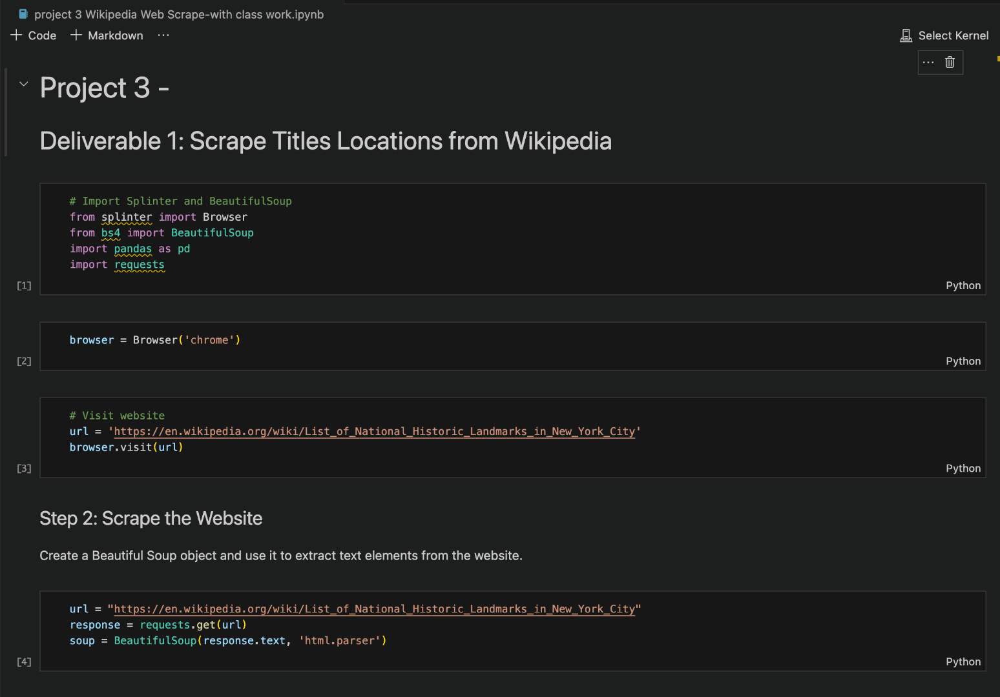 project 3 Wikipedia Web Scrape-with class work.ipynb
+ Code + Markdown ···
Select Kernel
···
Project 3 -
Deliverable 1: Scrape Titles Locations from Wikipedia
# Import Splinter and BeautifulSoup
from splinter import Browser
from bs4 import BeautifulSoup
import pandas as pd
import requests
[1]
Python
browser = Browser('chrome')
[2]
Python
# Visit website
url = 'https://en.wikipedia.org/wiki/List_of_National_Historic_Landmarks_in_New_York_City'
browser.visit(url)
[3]
Python
Step 2: Scrape the Website
Create a Beautiful Soup object and use it to extract text elements from the website.
url = "https://en.wikipedia.org/wiki/List_of_National_Historic_Landmarks_in_New_York_City"
response = requests.get(url)
soup = BeautifulSoup(response.text, 'html.parser')
[4]
Python